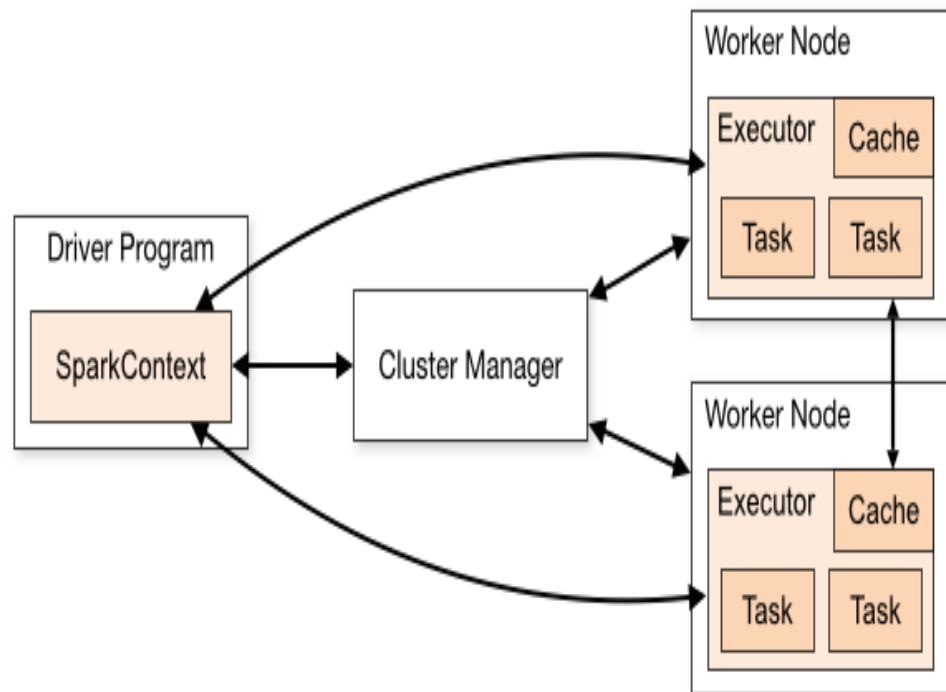 Driver Program
SparkContext
Cluster Manager
Worker Node
Executor
Cache
Task
Task
Worker Node
Executor
Cache
Task
Task